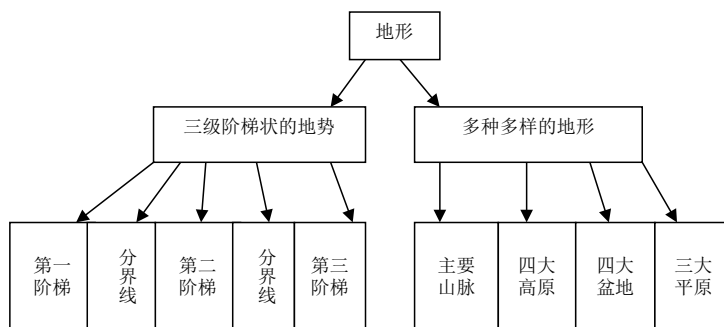 地形
三级阶梯状的地势
多种多样的地形
第一
阶梯
分界线
第二
阶梯
分界线
第三
阶梯
主要
山脉
四大
高原
四大
盆地
三大
平原